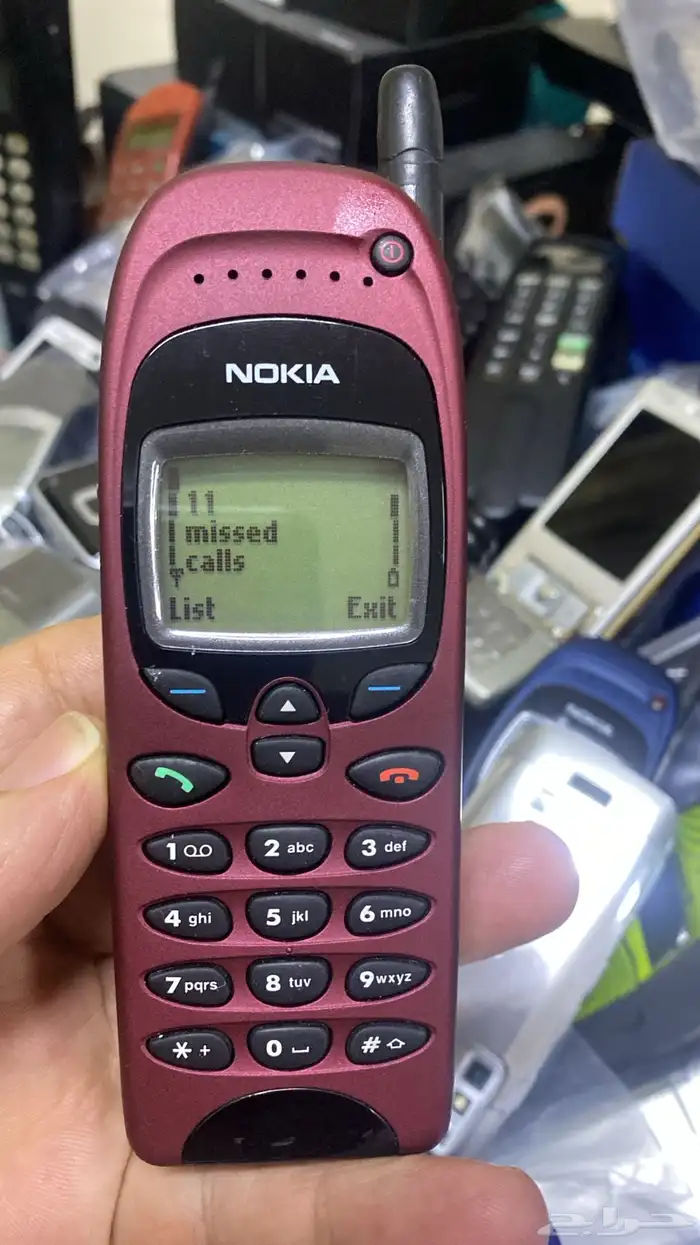 NOKIA
11
missed
calls
List Exit
1
2 abc
3 def
4 ghi
5 jkl
6 mno
7 pqrs
8 tuv
9 wxyz
* +
0
#
حراج